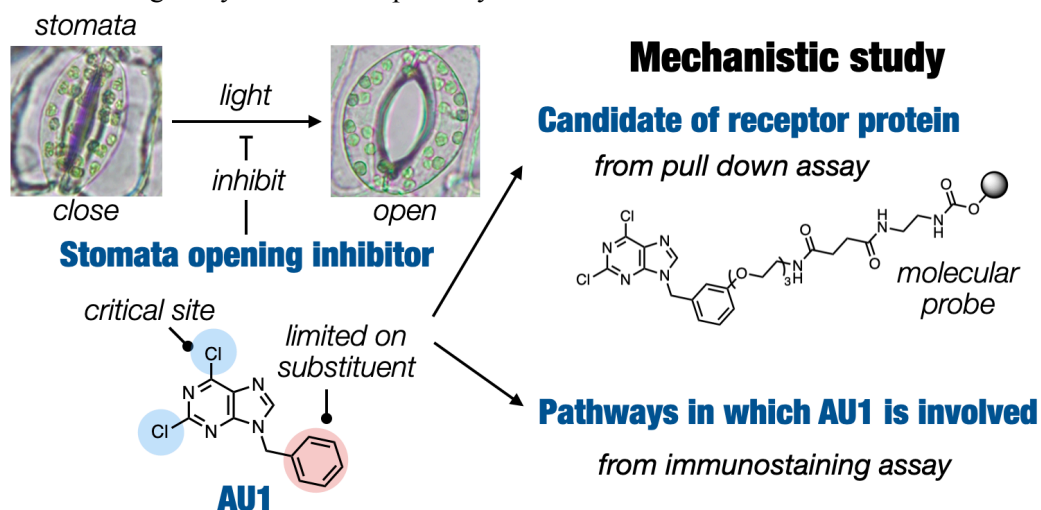 stomata
light
inhibit
close
open
Stomata opening inhibitor
critical site
limited on
substituent
Cl
Cl
N
N
N
N
AU1
Mechanistic study
Candidate of receptor protein
from pull down assay
Cl
Cl
N
N
N
N
O
3
N
H
O
O
H
N
N
H
O
O
molecular
probe
Pathways in which AU1 is involved
from immunostaining assay